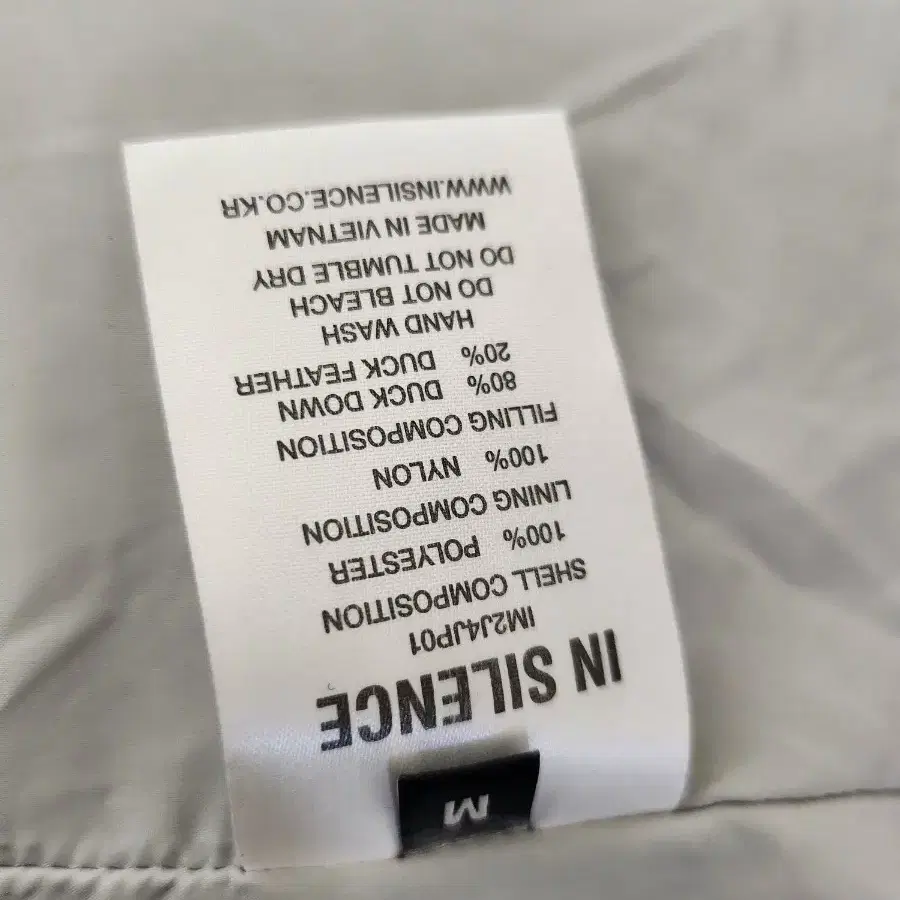 M
IN SILENCE
IM2J4JP01
SHELL COMPOSITION
100% POLYESTER
LINING COMPOSITION
100% NYLON
FILLING COMPOSITION
80% DUCK DOWN
20% DUCK FEATHER
HAND WASH
DO NOT BLEACH
DO NOT TUMBLE DRY
MADE IN VIETNAM
WWW.INSILENCE.CO.KR